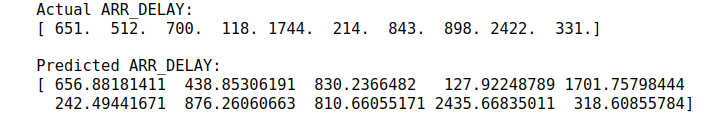 Actual ARR_DELAY:
[ 651.  512.  700.  118. 1744.  214.  843.  898. 2422.  331.]
Predicted ARR_DELAY:
[ 656.88181411  438.85306191  830.2366482   127.92248789 1701.75798444
  242.49441671  876.26060663  810.66055171 2435.66835011  318.60855784]